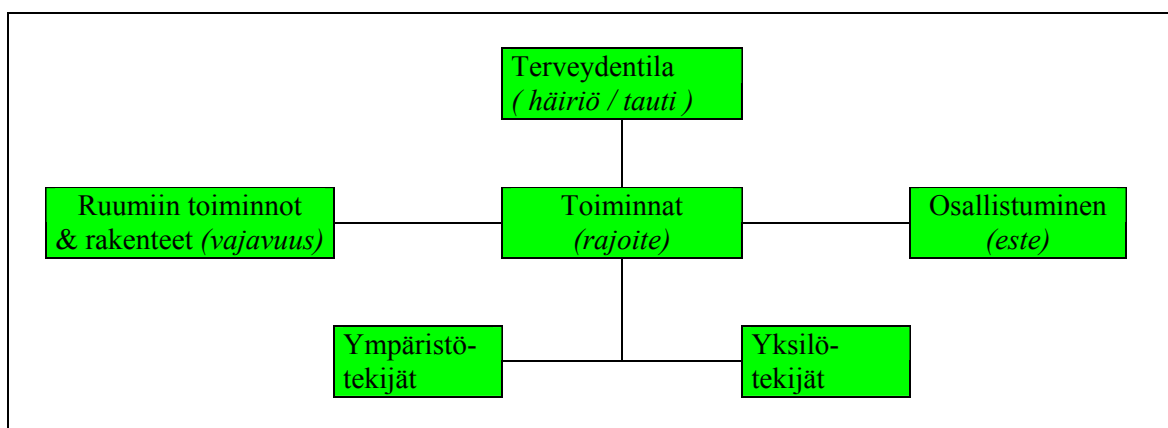 Terveydentila
( häiriö / tauti )
Ruumiin toiminnot
& rakenteet (vajavuus)
Toiminnat
(rajoite)
Osallistuminen
(este)
Ympäristö-
tekijät
Yksilö-
tekijät